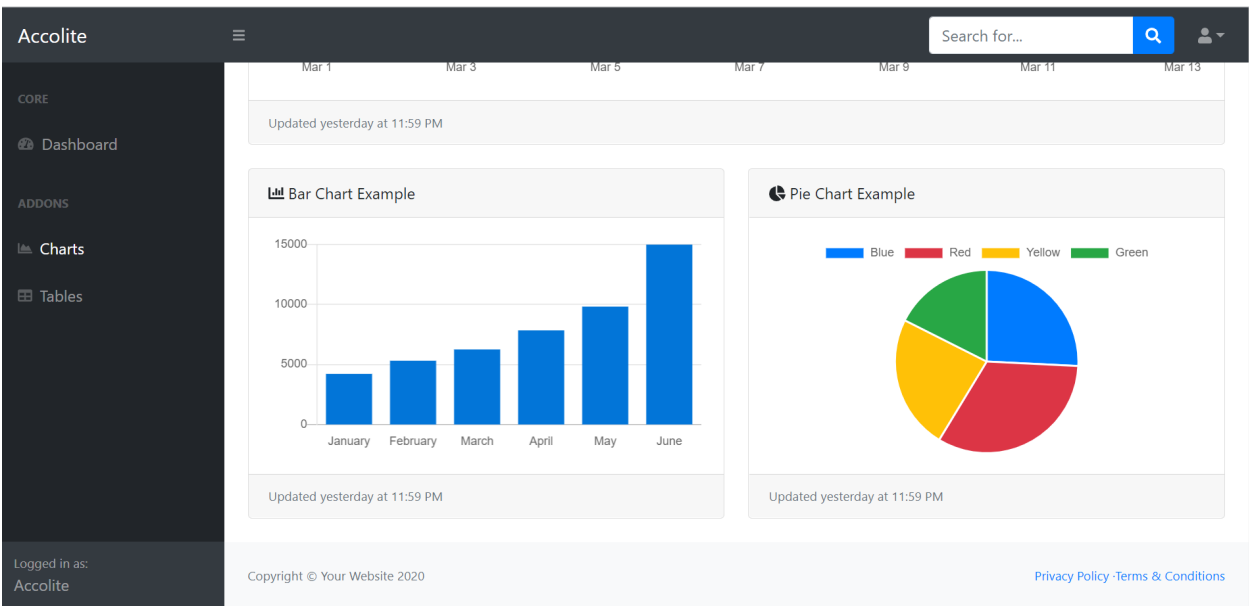 Accolite
Search for...
CORE
Dashboard
ADDONS
Charts
Tables
Logged in as:
Accolite
Mar 1 Mar 3 Mar 5 Mar 7 Mar 9 Mar 11 Mar 13
Updated yesterday at 11:59 PM
Bar Chart Example
15000
10000
5000
0
January February March April May June
Updated yesterday at 11:59 PM
Pie Chart Example
Blue Red Yellow Green
Updated yesterday at 11:59 PM
Copyright © Your Website 2020
Privacy Policy ·Terms & Conditions